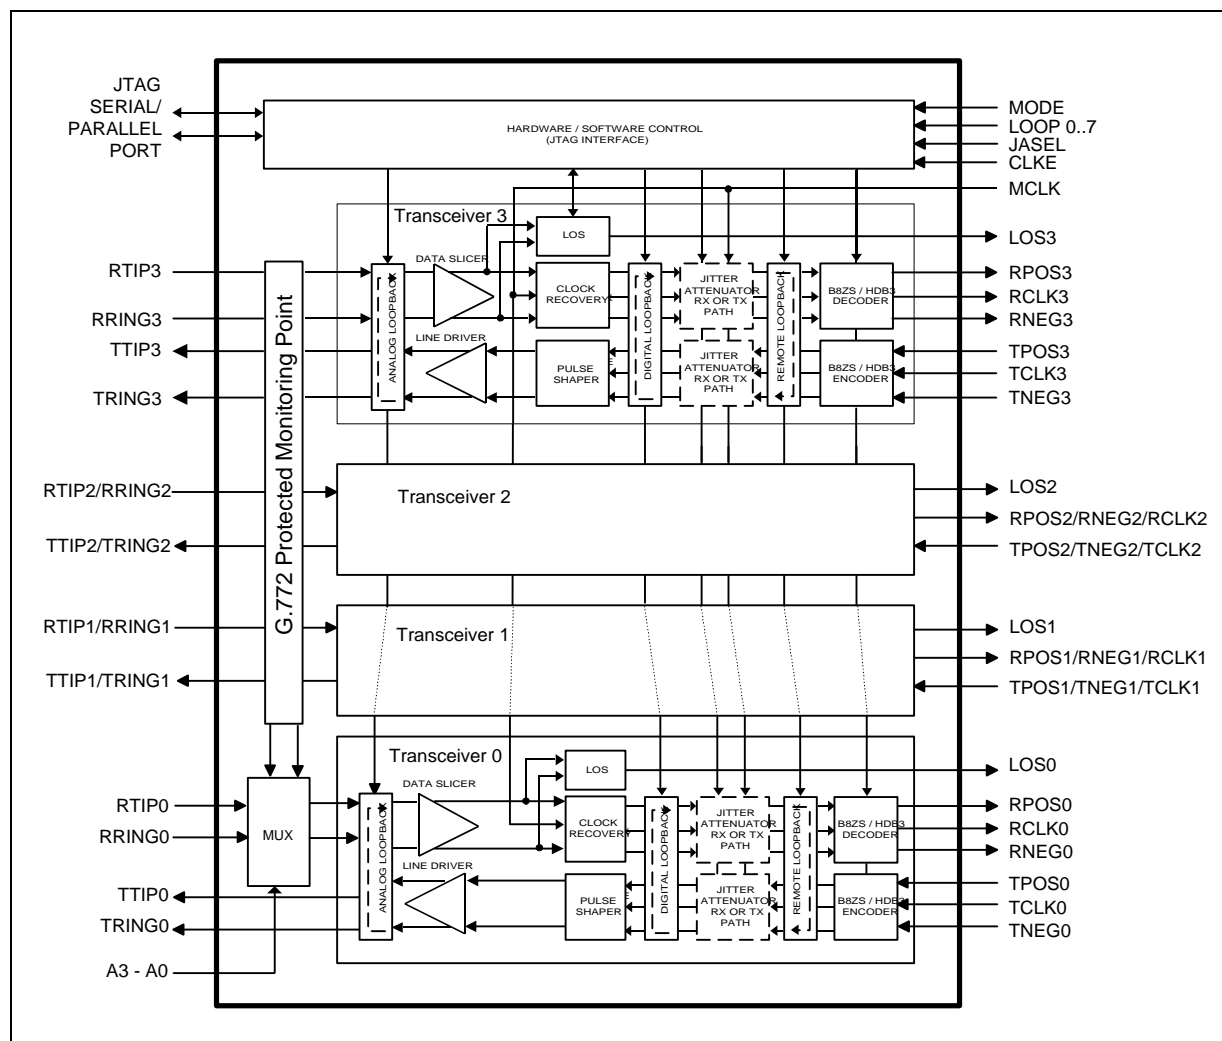 JTAG
SERIAL/
PARALLEL
PORT
HARDWARE / SOFTWARE CONTROL
(JTAG INTERFACE)
MODE
LOOP 0..7
JASEL
CLKE
MCLK
G.772 Protected Monitoring Point
Transceiver 3
LOS
LOS3
RTIP3
RRING3
TTIP3
TRING3
ANALOG LOOPBACK
DATA SLICER
LINE DRIVER
CLOCK
RECOVERY
PULSE
SHAPER
DIGITAL LOOPBACK
JITTER
ATTENUATOR
RX OR TX
PATH
JITTER
ATTENUATOR
RX OR TX
PATH
REMOTE LOOPBACK
B8ZS / HDB3
DECODER
B8ZS / HDB3
ENCODER
RPOS3
RCLK3
RNEG3
TPOS3
TCLK3
TNEG3
RTIP2/RRING2
TTIP2/TRING2
Transceiver 2
LOS2
RPOS2/RNEG2/RCLK2
TPOS2/TNEG2/TCLK2
RTIP1/RRING1
TTIP1/TRING1
Transceiver 1
LOS1
RPOS1/RNEG1/RCLK1
TPOS1/TNEG1/TCLK1
Transceiver 0
LOS
LOS0
RTIP0
RRING0
TTIP0
TRING0
A3 - A0
MUX
ANALOG LOOPBACK
DATA SLICER
LINE DRIVER
CLOCK
RECOVERY
PULSE
SHAPER
DIGITAL LOOPBACK
JITTER
ATTENUATOR
RX OR TX
PATH
JITTER
ATTENUATOR
RX OR TX
PATH
REMOTE LOOPBACK
B8ZS / HDB3
DECODER
B8ZS / HDB3
ENCODER
RPOS0
RCLK0
RNEG0
TPOS0
TCLK0
TNEG0